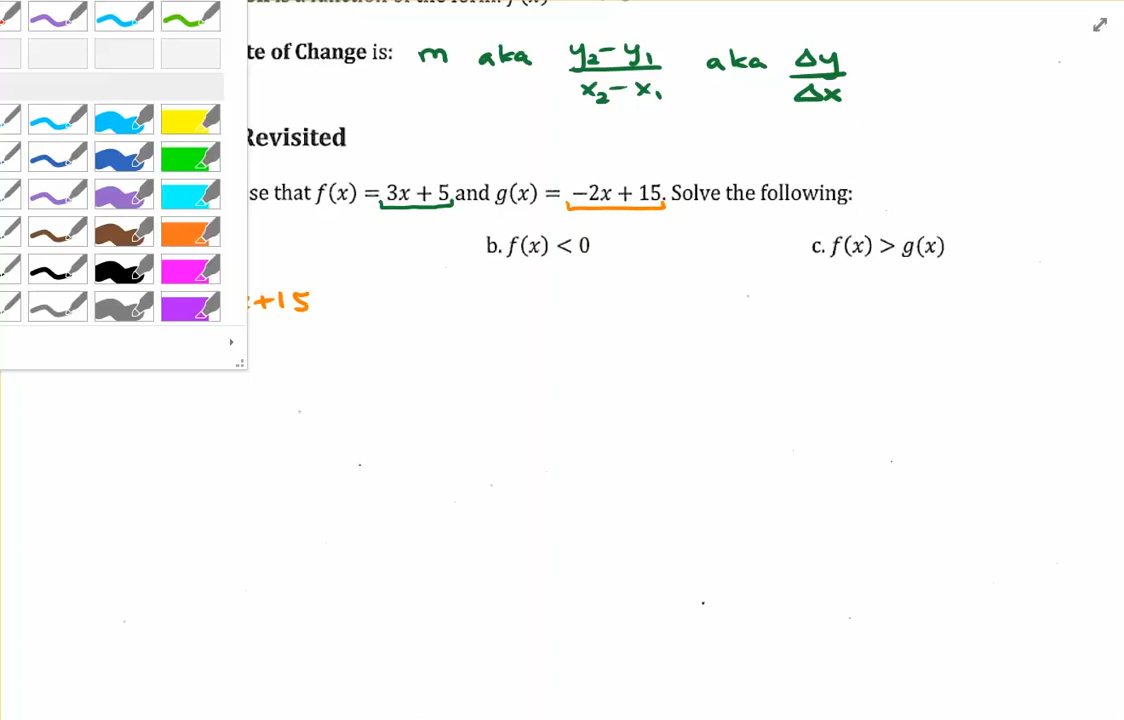 te of Change is: m aka y₂-y₁/x₂-x₁ aka Δy/Δx
Revisited
se that f(x) = 3x + 5, and g(x) = −2x + 15. Solve the following:
b. f(x) < 0 c. f(x) > g(x)
+15